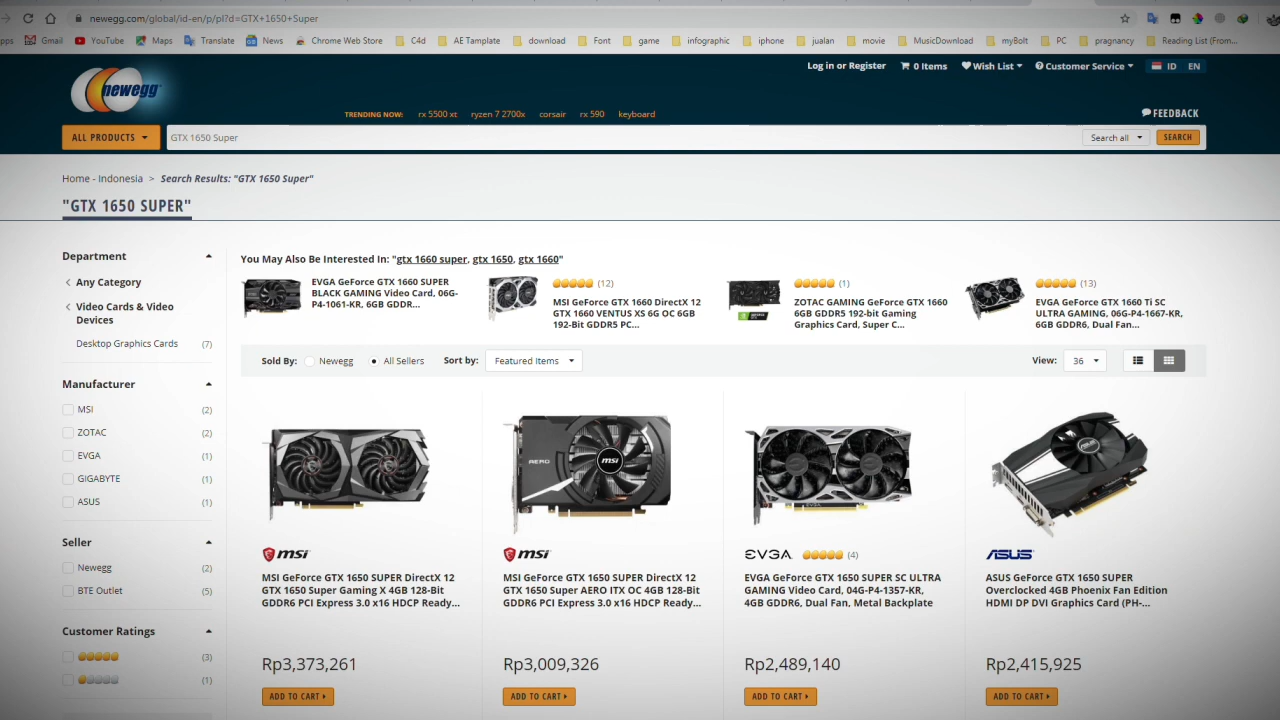 newegg.com/global/id-en/p/pl?d=GTX+1650+Super
Gmail YouTube Maps Translate News Chrome Web Store C4d AE Tamplate download Font game infographic iphone jualan movie MusicDownload myBolt PC pragnancy Reading List (From...
newegg
Log in or Register 0 Items Wish List Customer Service ID EN
TRENDING NOW: rx 5500 xt ryzen 7 2700x corsair rx 590 keyboard
FEEDBACK
ALL PRODUCTS GTX 1650 Super Search all SEARCH
Home - Indonesia > Search Results: "GTX 1650 Super"
"GTX 1650 SUPER"
Department
Any Category
Video Cards & Video
Devices
Desktop Graphics Cards (7)
Manufacturer
MSI (2)
ZOTAC (2)
EVGA (1)
GIGABYTE (1)
ASUS (1)
Seller
Newegg (2)
BTE Outlet (5)
Customer Ratings
(3)
(1)
You May Also Be Interested In: "gtx 1660 super, gtx 1650, gtx 1660"
EVGA GeForce GTX 1660 SUPER
BLACK GAMING Video Card, 06G-
P4-1061-KR, 6GB GDDR...
(12)
MSI GeForce GTX 1660 DirectX 12
GTX 1660 VENTUS XS 6G OC 6GB
192-Bit GDDR5 PC...
(1)
ZOTAC GAMING GeForce GTX 1660
6GB GDDR5 192-bit Gaming
Graphics Card, Super C...
(13)
EVGA GeForce GTX 1660 Ti SC
ULTRA GAMING, 06G-P4-1667-KR,
6GB GDDR6, Dual Fan...
Sold By: Newegg All Sellers Sort by: Featured Items View: 36
msi
MSI GeForce GTX 1650 SUPER DirectX 12
GTX 1650 Super Gaming X 4GB 128-Bit
GDDR6 PCI Express 3.0 x16 HDCP Ready...
Rp3,373,261
ADD TO CART
AERO
msi
msi
MSI GeForce GTX 1650 SUPER DirectX 12
GTX 1650 Super AERO ITX OC 4GB 128-Bit
GDDR6 PCI Express 3.0 x16 HDCP Ready...
Rp3,009,326
ADD TO CART
EVGA
EVGA (4)
EVGA GeForce GTX 1650 SUPER SC ULTRA
GAMING Video Card, 04G-P4-1357-KR,
4GB GDDR6, Dual Fan, Metal Backplate
Rp2,489,140
ADD TO CART
ASUS
ASUS GeForce GTX 1650 SUPER
Overclocked 4GB Phoenix Fan Edition
HDMI DP DVI Graphics Card (PH-...
Rp2,415,925
ADD TO CART